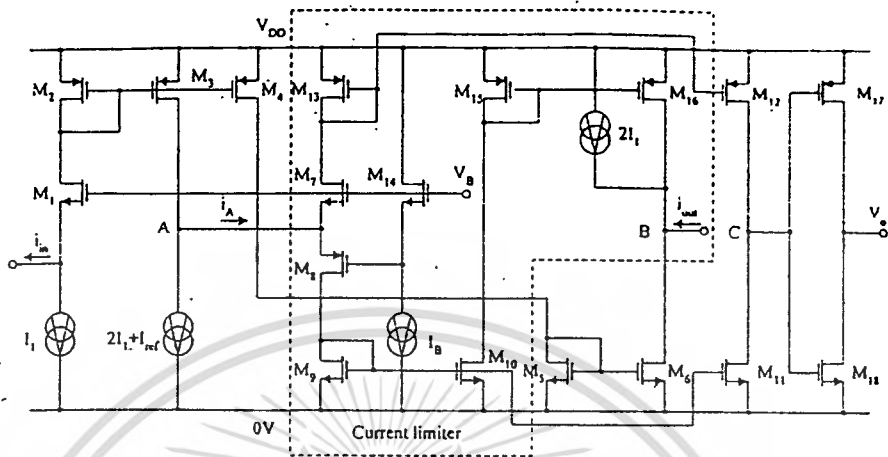 V_DD
M_2
M_3
M_4
M_13
M_15
M_16
M_12
M_17
2I_1
M_1
M_7
M_14
V_B
i_A
A
B
i_out
C
V_o
i_in
M_8
I_1
2I_1+I_ref
I_B
M_9
M_10
M_5
M_6
M_11
M_18
0V
Current limiter